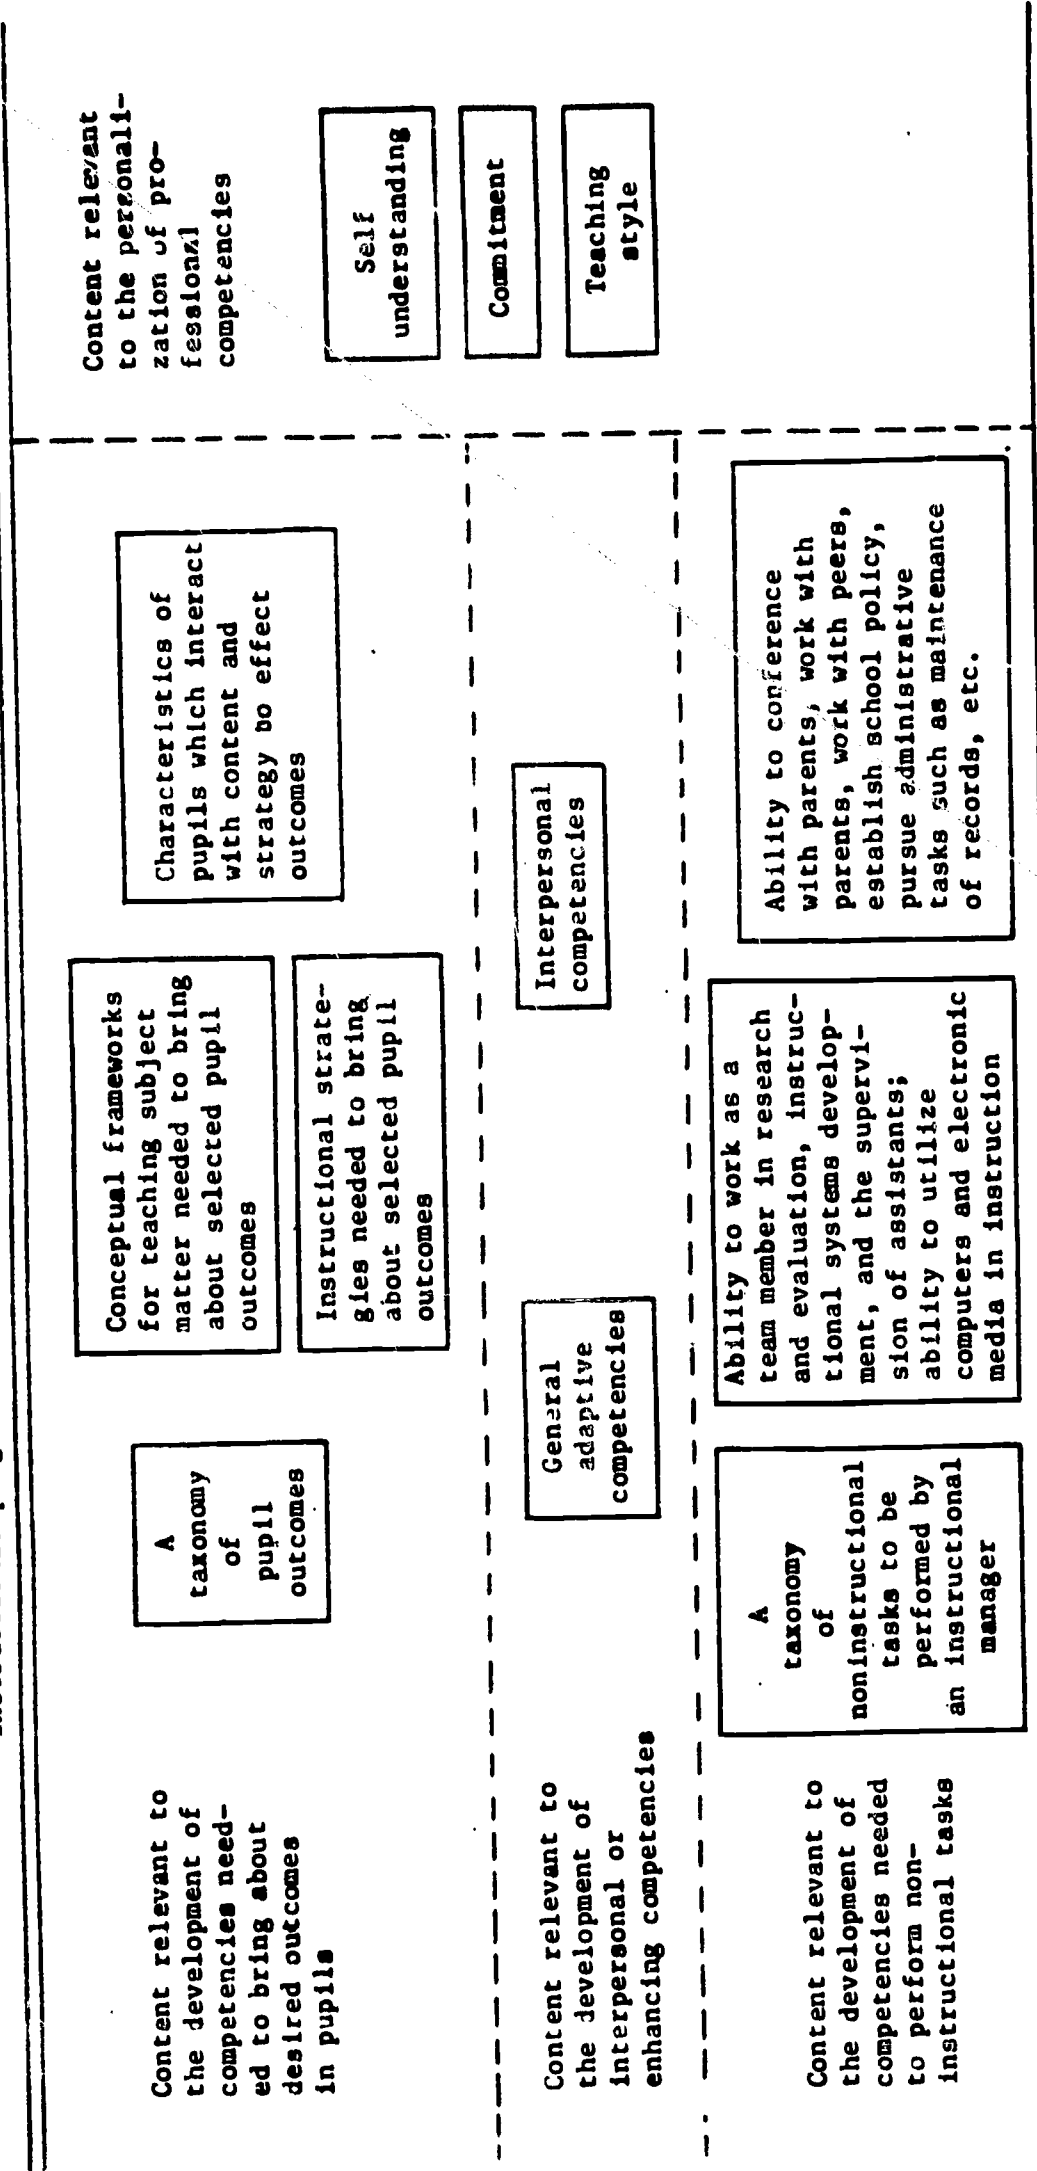 Content relevant to
the development of
competencies need-
ed to bring about
desired outcomes
in pupils
A
taxonomy
of
pupil
outcomes
Conceptual frameworks
for teaching subject
matter needed to bring
about selected pupil
outcomes
Instructional strate-
gies needed to bring
about selected pupil
outcomes
Characteristics of
pupils which interact
with content and
strategy to effect
outcomes
Content relevant to
the development of
interpersonal or
enhancing competencies
General
adaptive
competencies
Interpersonal
competencies
Content relevant to
the development of
competencies needed
to perform non-
instructional tasks
A
taxonomy
of
noninstructional
tasks to be
performed by
an instructional
manager
Ability to work as a
team member in research
and evaluation, instruc-
tional systems develop-
ment, and the supervi-
sion of assistants;
ability to utilize
computers and electronic
media in instruction
Ability to conference
with parents, work with
parents, work with peers,
establish school policy,
pursue administrative
tasks such as maintenance
of records, etc.
Content relevant
to the personali-
zation of pro-
fessional
competencies
Self
understanding
Commitment
Teaching
style